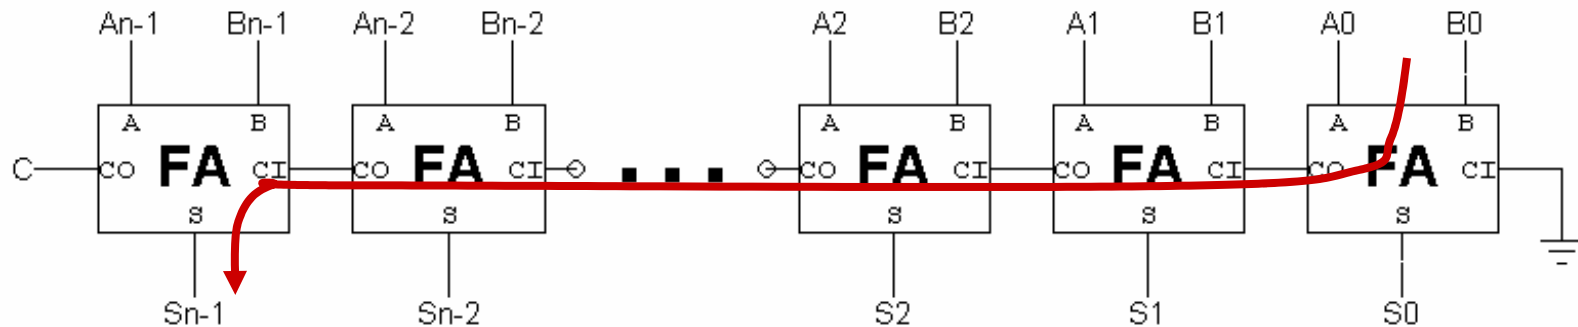 An-1 Bn-1 An-2 Bn-2 A2 B2 A1 B1 A0 B0
A B A B A B A B A B
C CO FA CI CO FA CI ... CO FA CI CO FA CI CO FA CI
S S S S S
Sn-1 Sn-2 S2 S1 S0